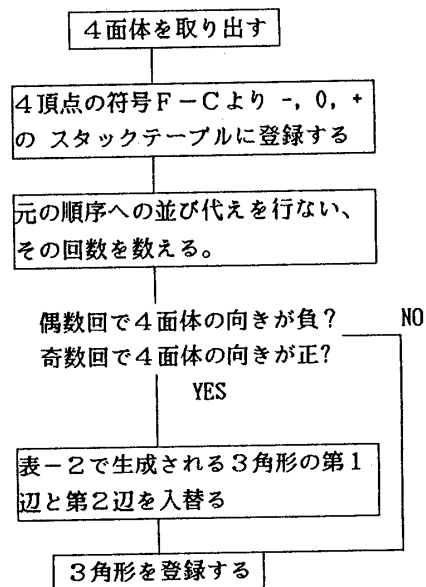 4面体を取り出す
4頂点の符号F－Cより -, 0, +
の スタックテーブルに登録する
元の順序への並び代えを行ない、
その回数を数える。
偶数回で4面体の向きが負？ NO
奇数回で4面体の向きが正？
YES
表－2で生成される3角形の第1
辺と第2辺を入替る
3角形を登録する